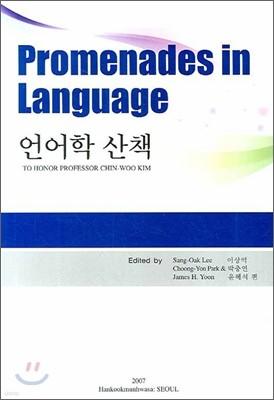 Promenades in
Language
언어학 산책
TO HONOR PROFESSOR CHIN-WOO KIM
Edited by Sang-Oak Lee 이상억
Choong-Yon Park & 박충연
James H. Yoon 윤혜석 편
2007
Hankookmunhwasa: SEOUL